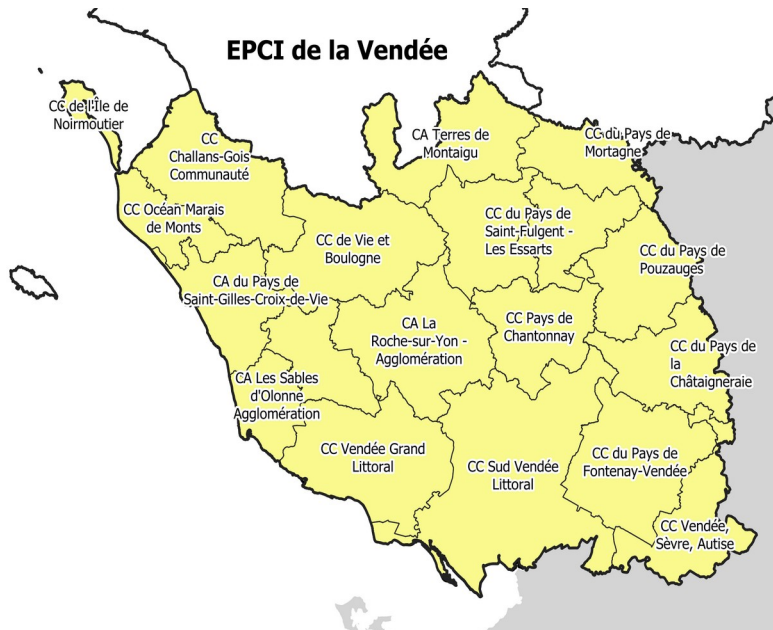 EPCI de la Vendée
CC de l'Île de
Noirmoutier
CC
Challans-Gois
Communauté
CA Terres de
Montaigu
CC du Pays de
Mortagne
CC Océan Marais
de Monts
CC de Vie et
Boulogne
CC du Pays de
Saint-Fulgent -
Les Essarts
CC du Pays de
Pouzauges
CA du Pays de
Saint-Gilles-Croix-de-Vie
CA La
Roche-sur-Yon -
Agglomération
CC Pays de
Chantonnay
CC du Pays de
la
Châtaigneraie
CA Les Sables
d'Olonne
Agglomération
CC Vendée Grand
Littoral
CC Sud Vendée
Littoral
CC du Pays de
Fontenay-Vendée
CC Vendée,
Sèvre, Autise